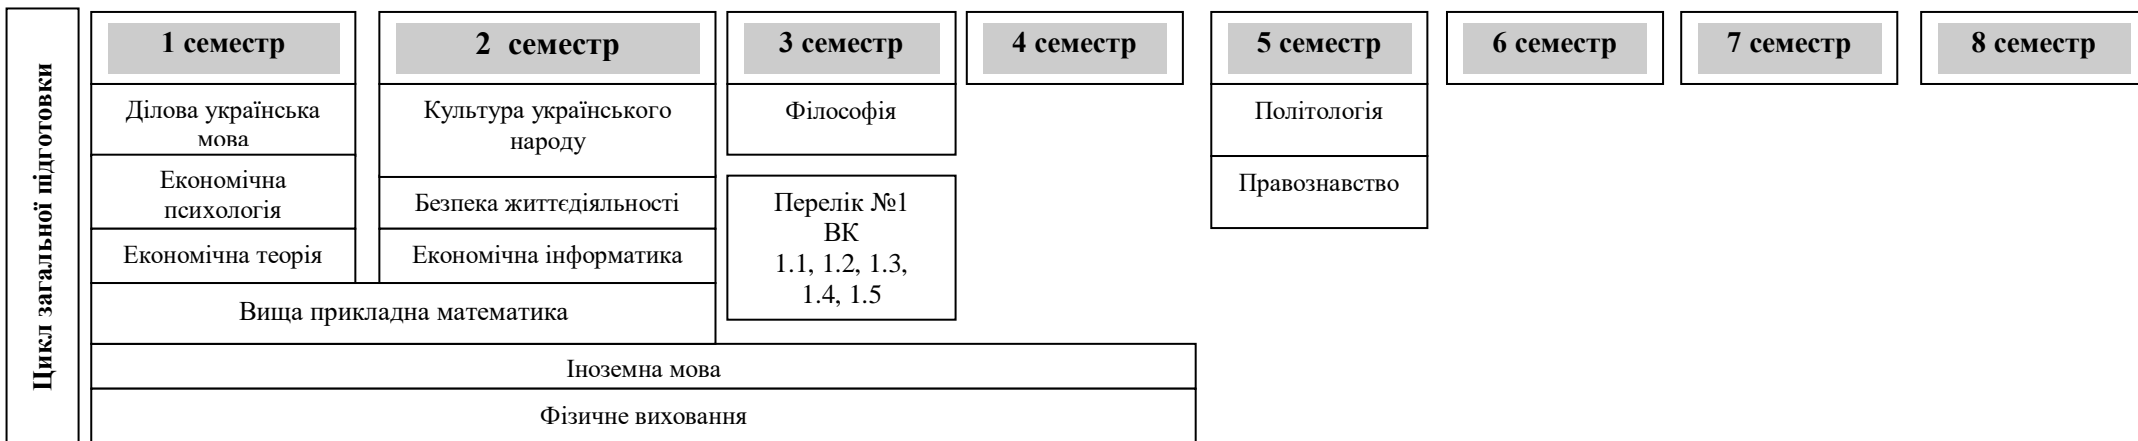 Цикл загальної підготовки
1 семестр
2 семестр
3 семестр
4 семестр
5 семестр
6 семестр
7 семестр
8 семестр
Ділова українська
мова
Культура українського
народу
Філософія
Політологія
Економічна
психологія
Безпека життєдіяльності
Перелік №1
ВК
1.1, 1.2, 1.3,
1.4, 1.5
Правознавство
Економічна теорія
Економічна інформатика
Вища прикладна математика
Іноземна мова
Фізичне виховання